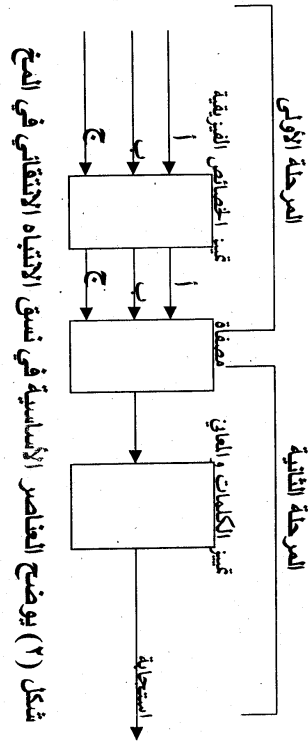 المرحلة الأولى
المرحلة الثانية
تمييز الخصائص الفيزيقية
مصفاة
تمييز الكلمات والمعاني
أ
ب
ج
أ
ب
ج
استجابة
شكل (٢) يوضح العناصر الأساسية في نسق الانتباه الانتقائي في المخ